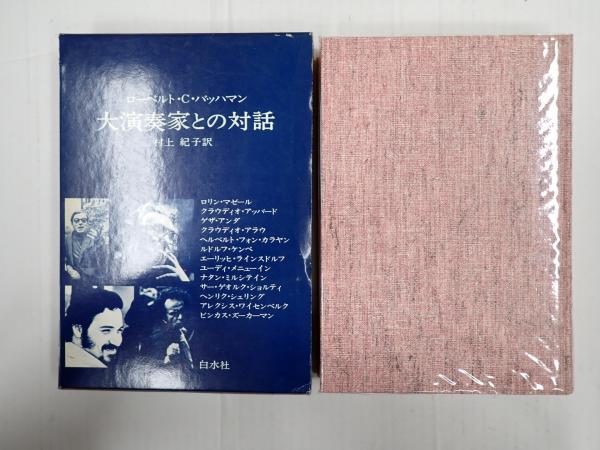 ローベルト・C・バッハマン
大演奏家との対話
村上 紀子訳
ロリン・マゼール
クラウディオ・アッバード
ゲザ・アンダ
クラウディオ・アラウ
ヘルベルト・フォン・カラヤン
ルドルフ・ケンペ
エーリッヒ・ラインスドルフ
ユーディ・メニューイン
ナタン・ミルシテイン
サー・ゲオルク・ショルティ
ヘンリク・シェリング
アレクシス・ワイセンベルク
ピンカス・ズーカーマン
白水社